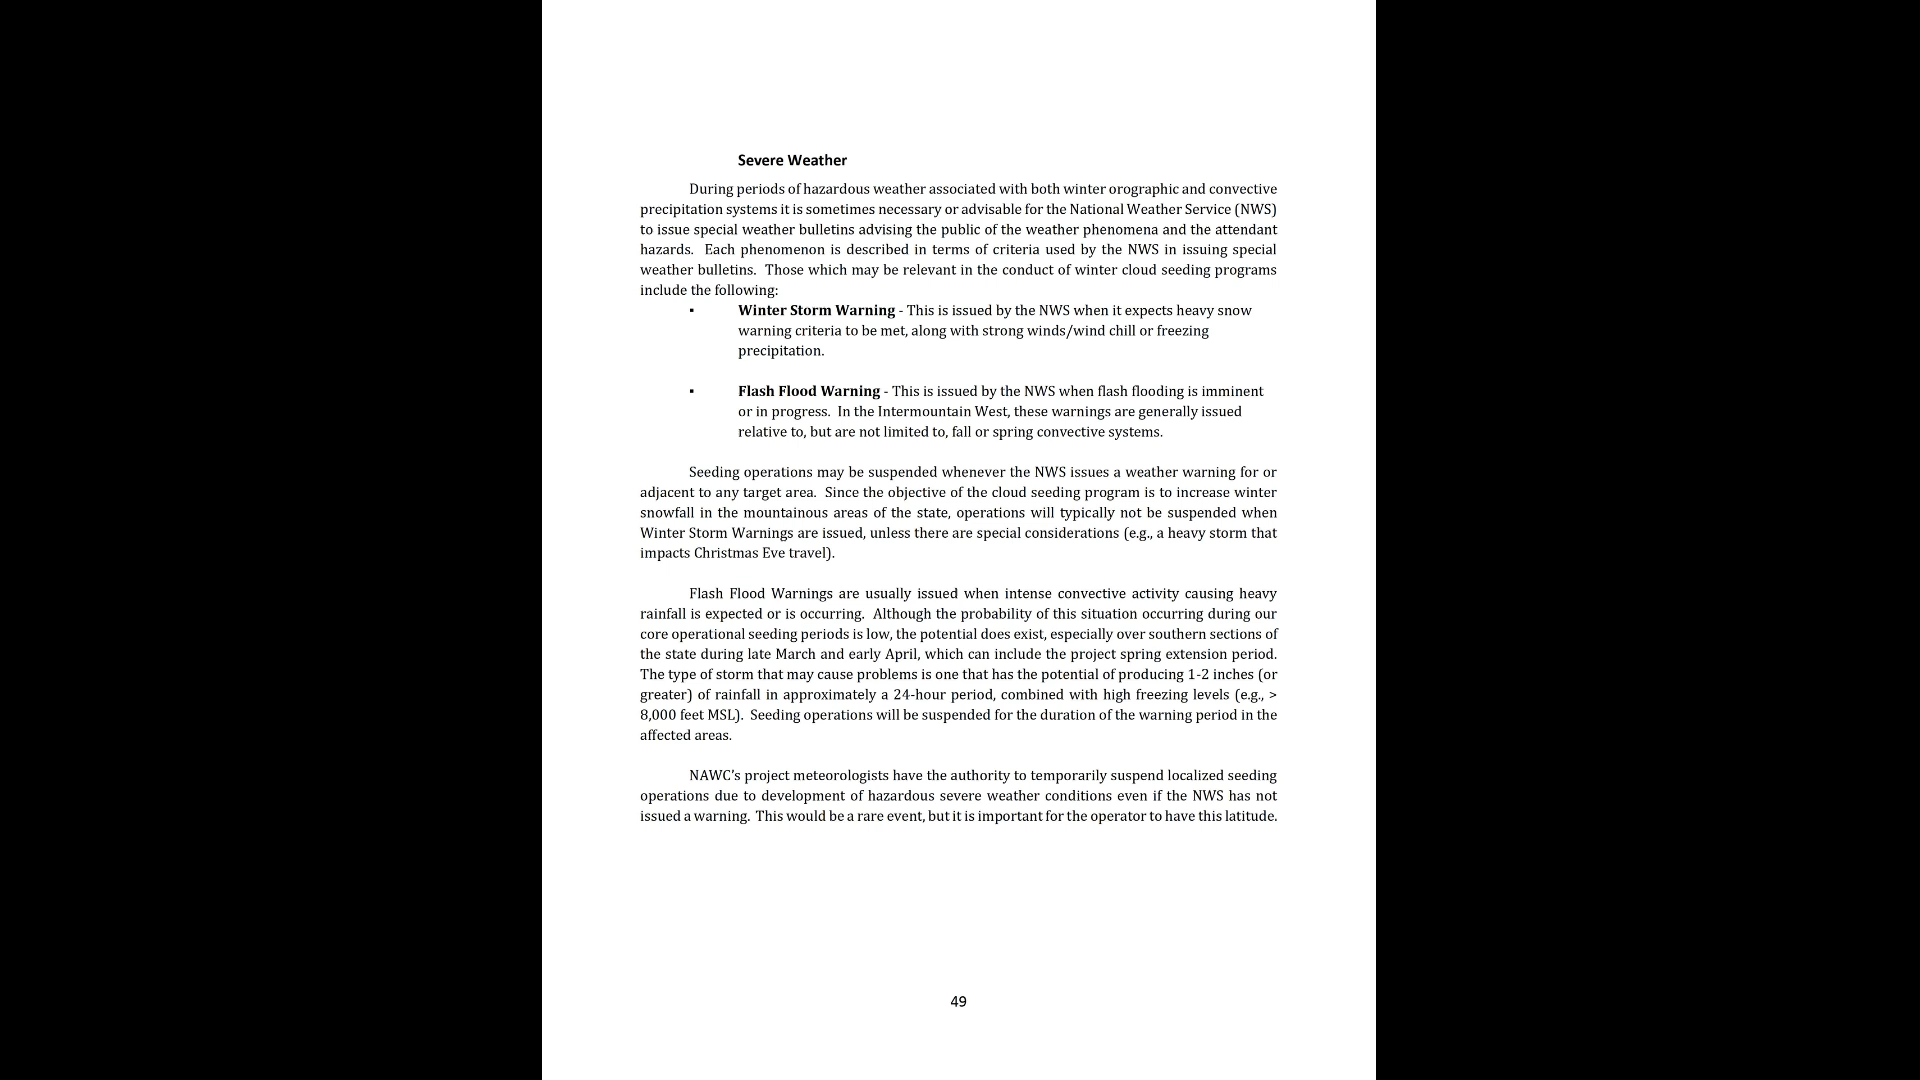 Severe Weather
During periods of hazardous weather associated with both winter orographic and convective
precipitation systems it is sometimes necessary or advisable for the National Weather Service (NWS)
to issue special weather bulletins advising the public of the weather phenomena and the attendant
hazards.  Each phenomenon is described in terms of criteria used by the NWS in issuing special
weather bulletins.  Those which may be relevant in the conduct of winter cloud seeding programs
include the following:
▪ Winter Storm Warning - This is issued by the NWS when it expects heavy snow
warning criteria to be met, along with strong winds/wind chill or freezing
precipitation.
▪ Flash Flood Warning - This is issued by the NWS when flash flooding is imminent
or in progress.  In the Intermountain West, these warnings are generally issued
relative to, but are not limited to, fall or spring convective systems.
Seeding operations may be suspended whenever the NWS issues a weather warning for or
adjacent to any target area.  Since the objective of the cloud seeding program is to increase winter
snowfall in the mountainous areas of the state, operations will typically not be suspended when
Winter Storm Warnings are issued, unless there are special considerations (e.g., a heavy storm that
impacts Christmas Eve travel).
Flash Flood Warnings are usually issued when intense convective activity causing heavy
rainfall is expected or is occurring.  Although the probability of this situation occurring during our
core operational seeding periods is low, the potential does exist, especially over southern sections of
the state during late March and early April, which can include the project spring extension period.
The type of storm that may cause problems is one that has the potential of producing 1-2 inches (or
greater) of rainfall in approximately a 24-hour period, combined with high freezing levels (e.g., >
8,000 feet MSL).  Seeding operations will be suspended for the duration of the warning period in the
affected areas.
NAWC’s project meteorologists have the authority to temporarily suspend localized seeding
operations due to development of hazardous severe weather conditions even if the NWS has not
issued a warning.  This would be a rare event, but it is important for the operator to have this latitude.
49